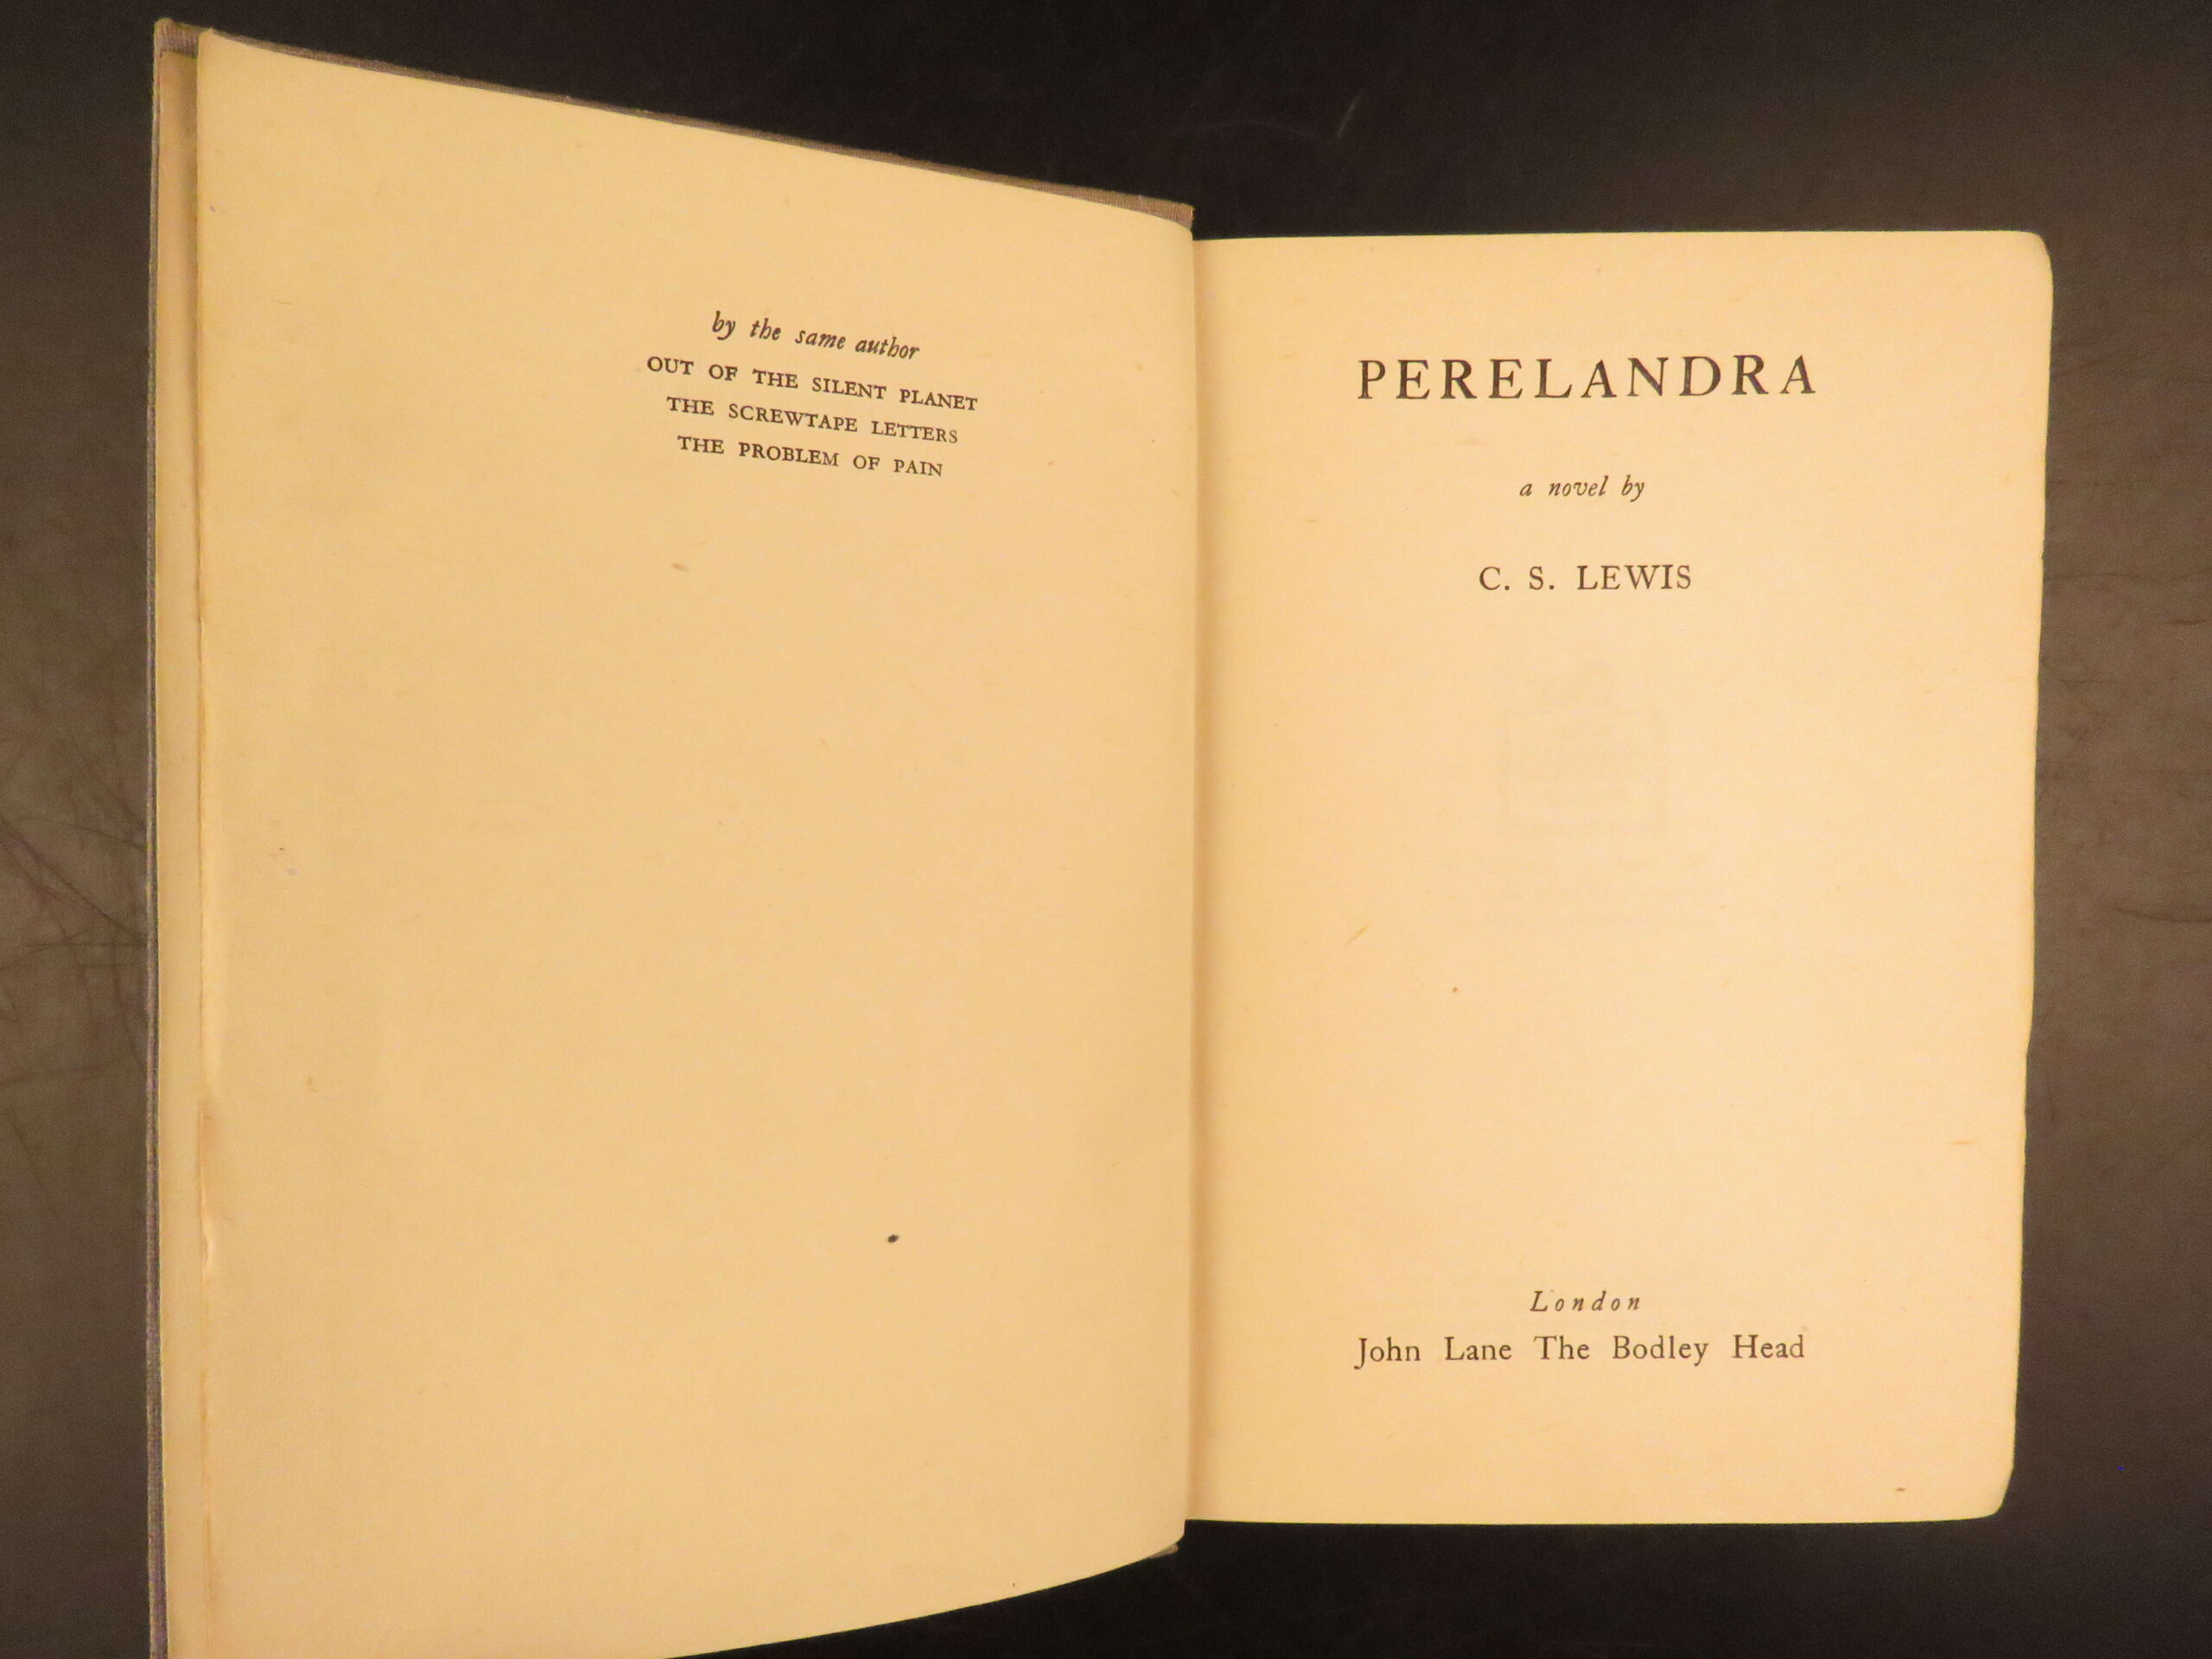 by the same author
OUT OF THE SILENT PLANET
THE SCREWTAPE LETTERS
THE PROBLEM OF PAIN
PERELANDRA
a novel by
C. S. LEWIS
London
John Lane The Bodley Head